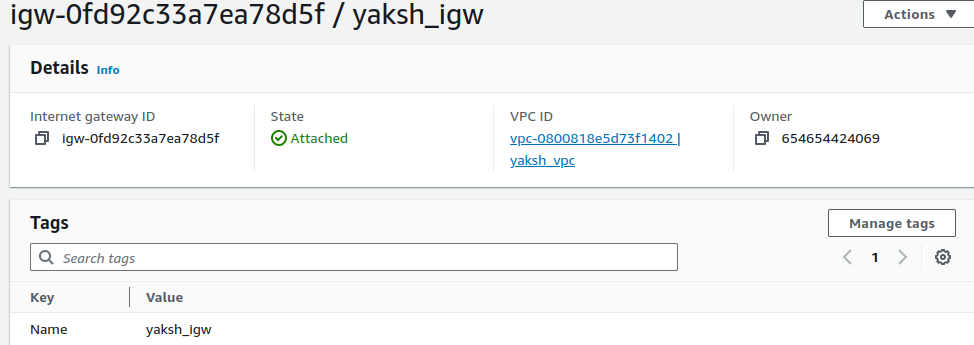 igw-0fd92c33a7ea78d5f / yaksh_igw
Actions
Details Info
Internet gateway ID
igw-0fd92c33a7ea78d5f
State
Attached
VPC ID
vpc-0800818e5d73f1402 |
yaksh_vpc
Owner
654654424069
Tags
Manage tags
Search tags
1
Key Value
Name yaksh_igw